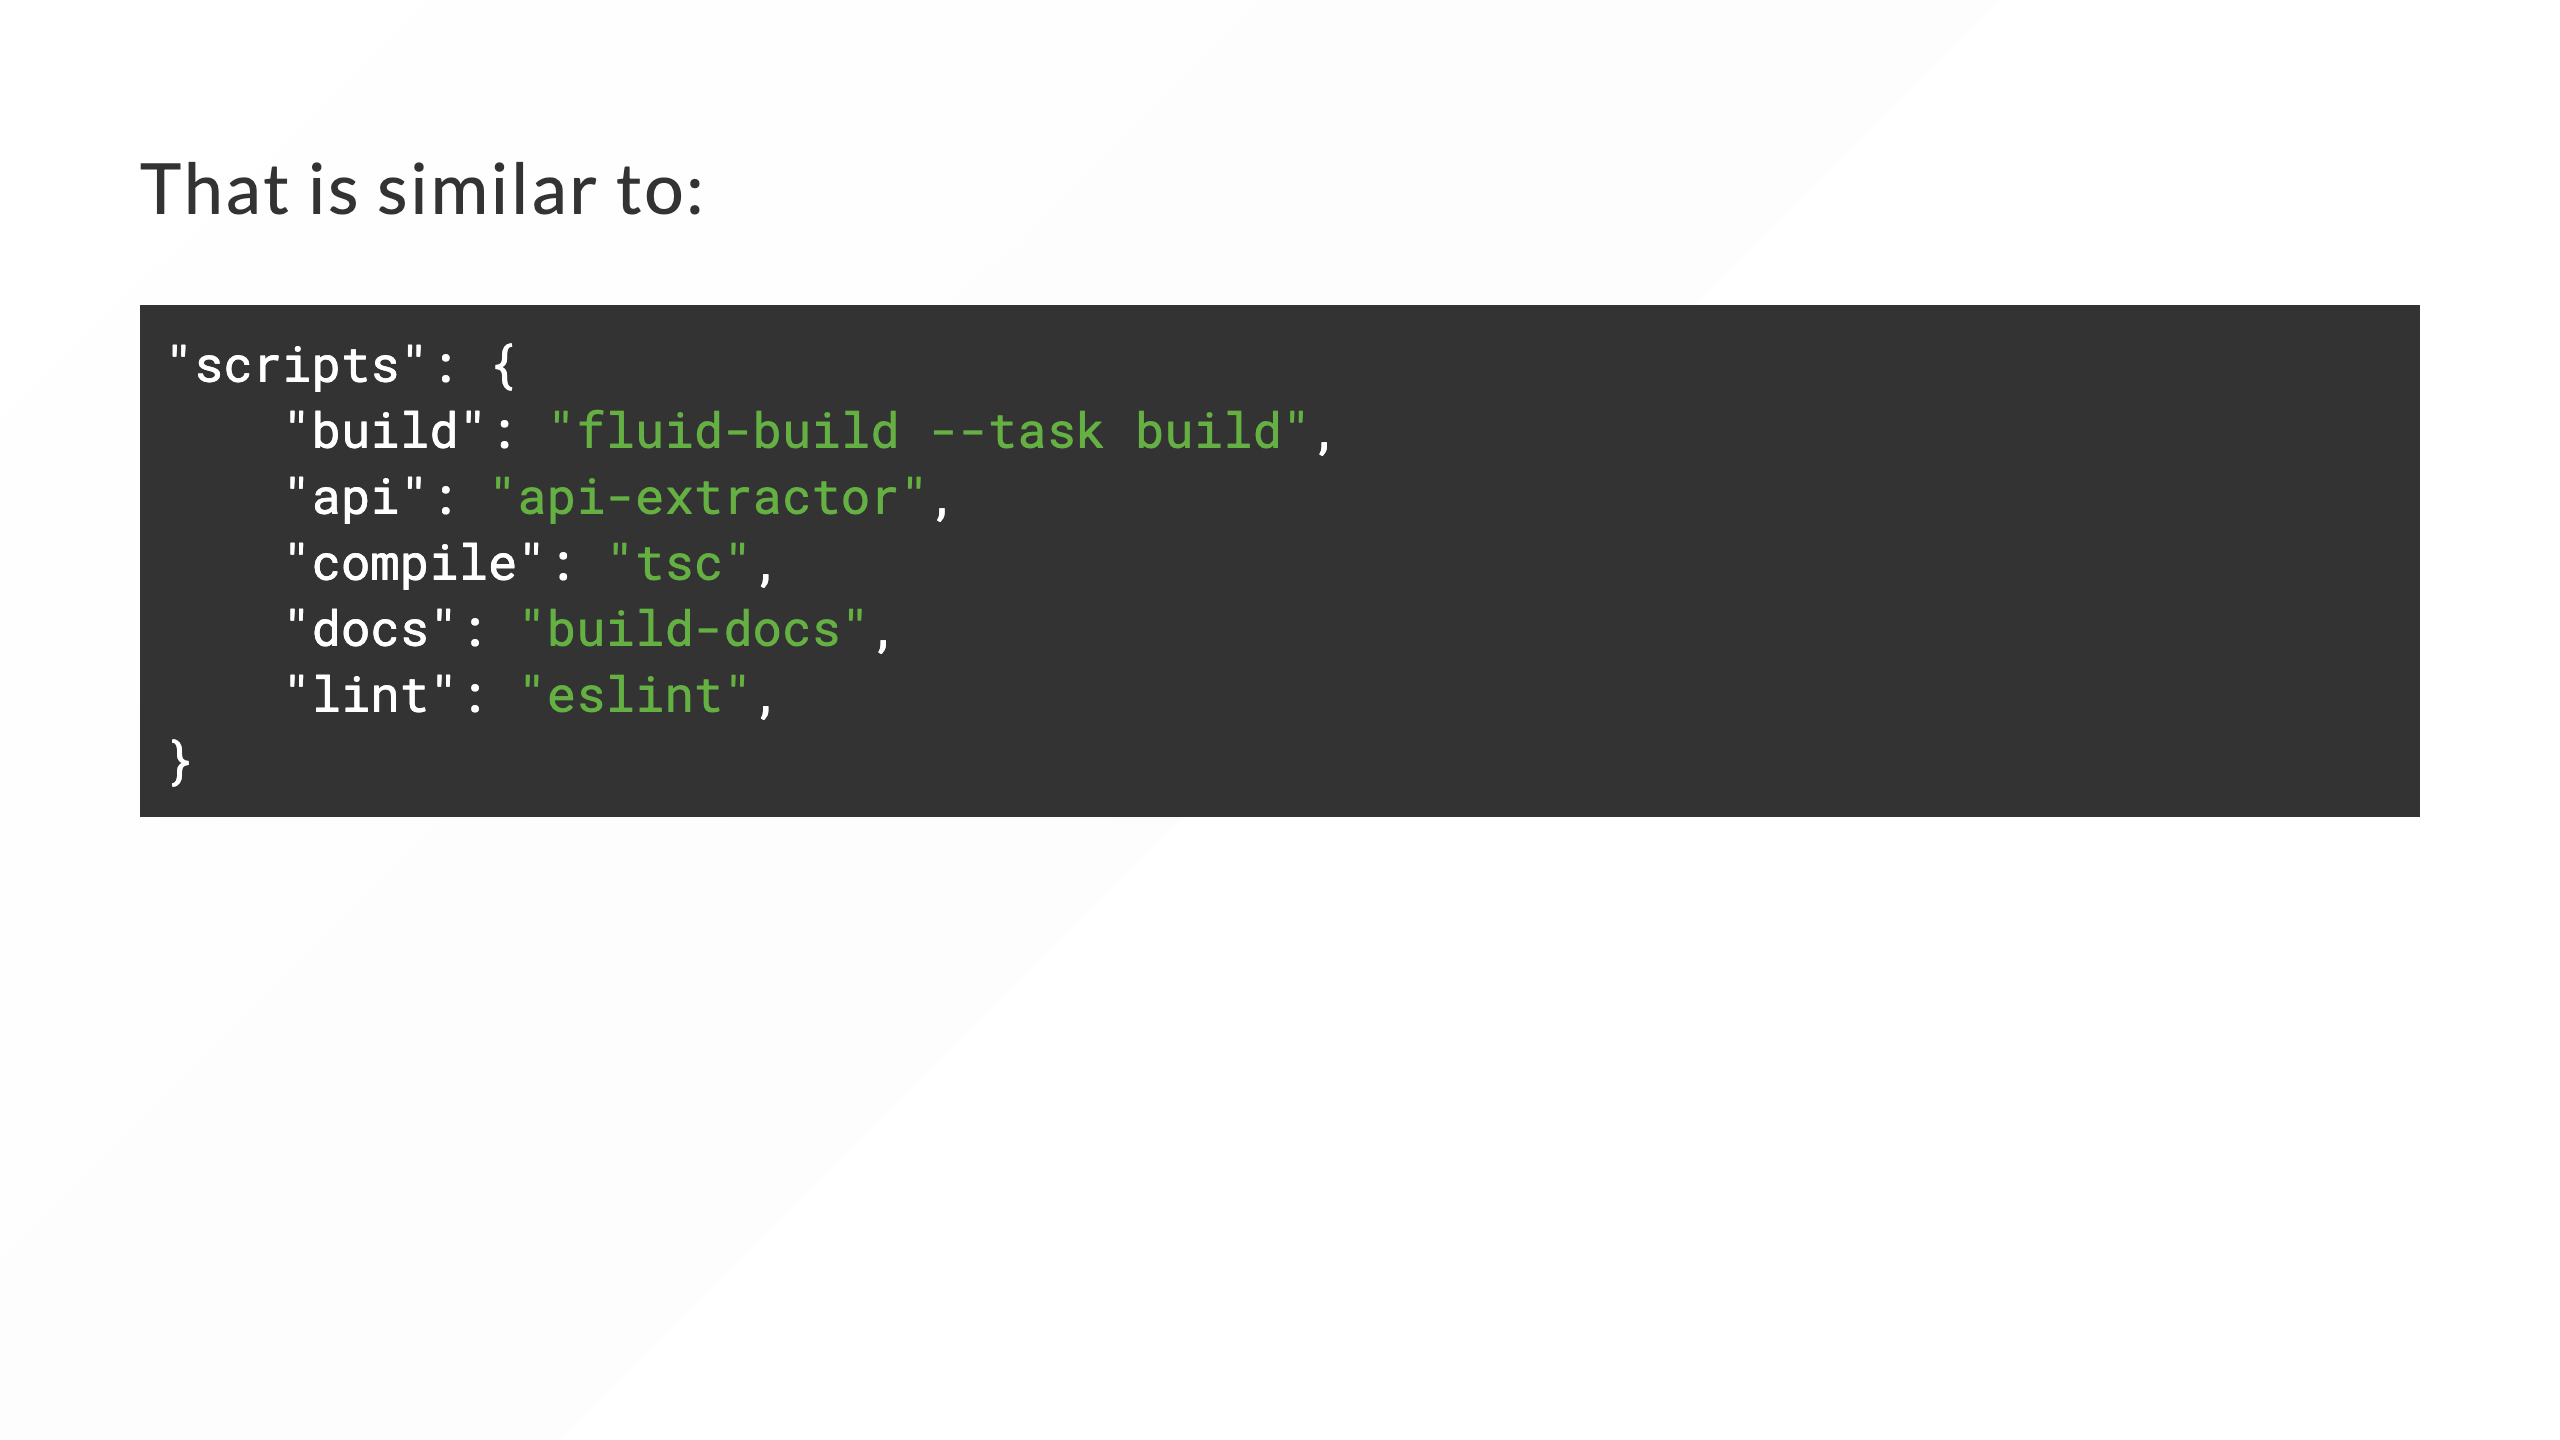 That is similar to:
"scripts": {
    "build": "fluid-build --task build",
    "api": "api-extractor",
    "compile": "tsc",
    "docs": "build-docs",
    "lint": "eslint",
}